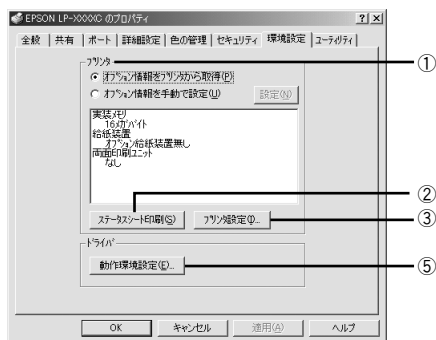 EPSON LP-XXXXC のプロパティ
全般 共有 ポート 詳細設定 色の管理 セキュリティ 環境設定 ユーティリティ
プリンタ
①
オプション情報をプリンタから取得(P)
オプション情報を手動で設定(U) 設定(N)
実装メモリ
16メガバイト
給紙装置
オプション給紙装置無し
両面印刷ユニット
なし
②
ステータスシート印刷(S) プリンタ設定(I)...
③
ドライバ
動作環境設定(E)...
⑤
OK キャンセル 適用(A) ヘルプ